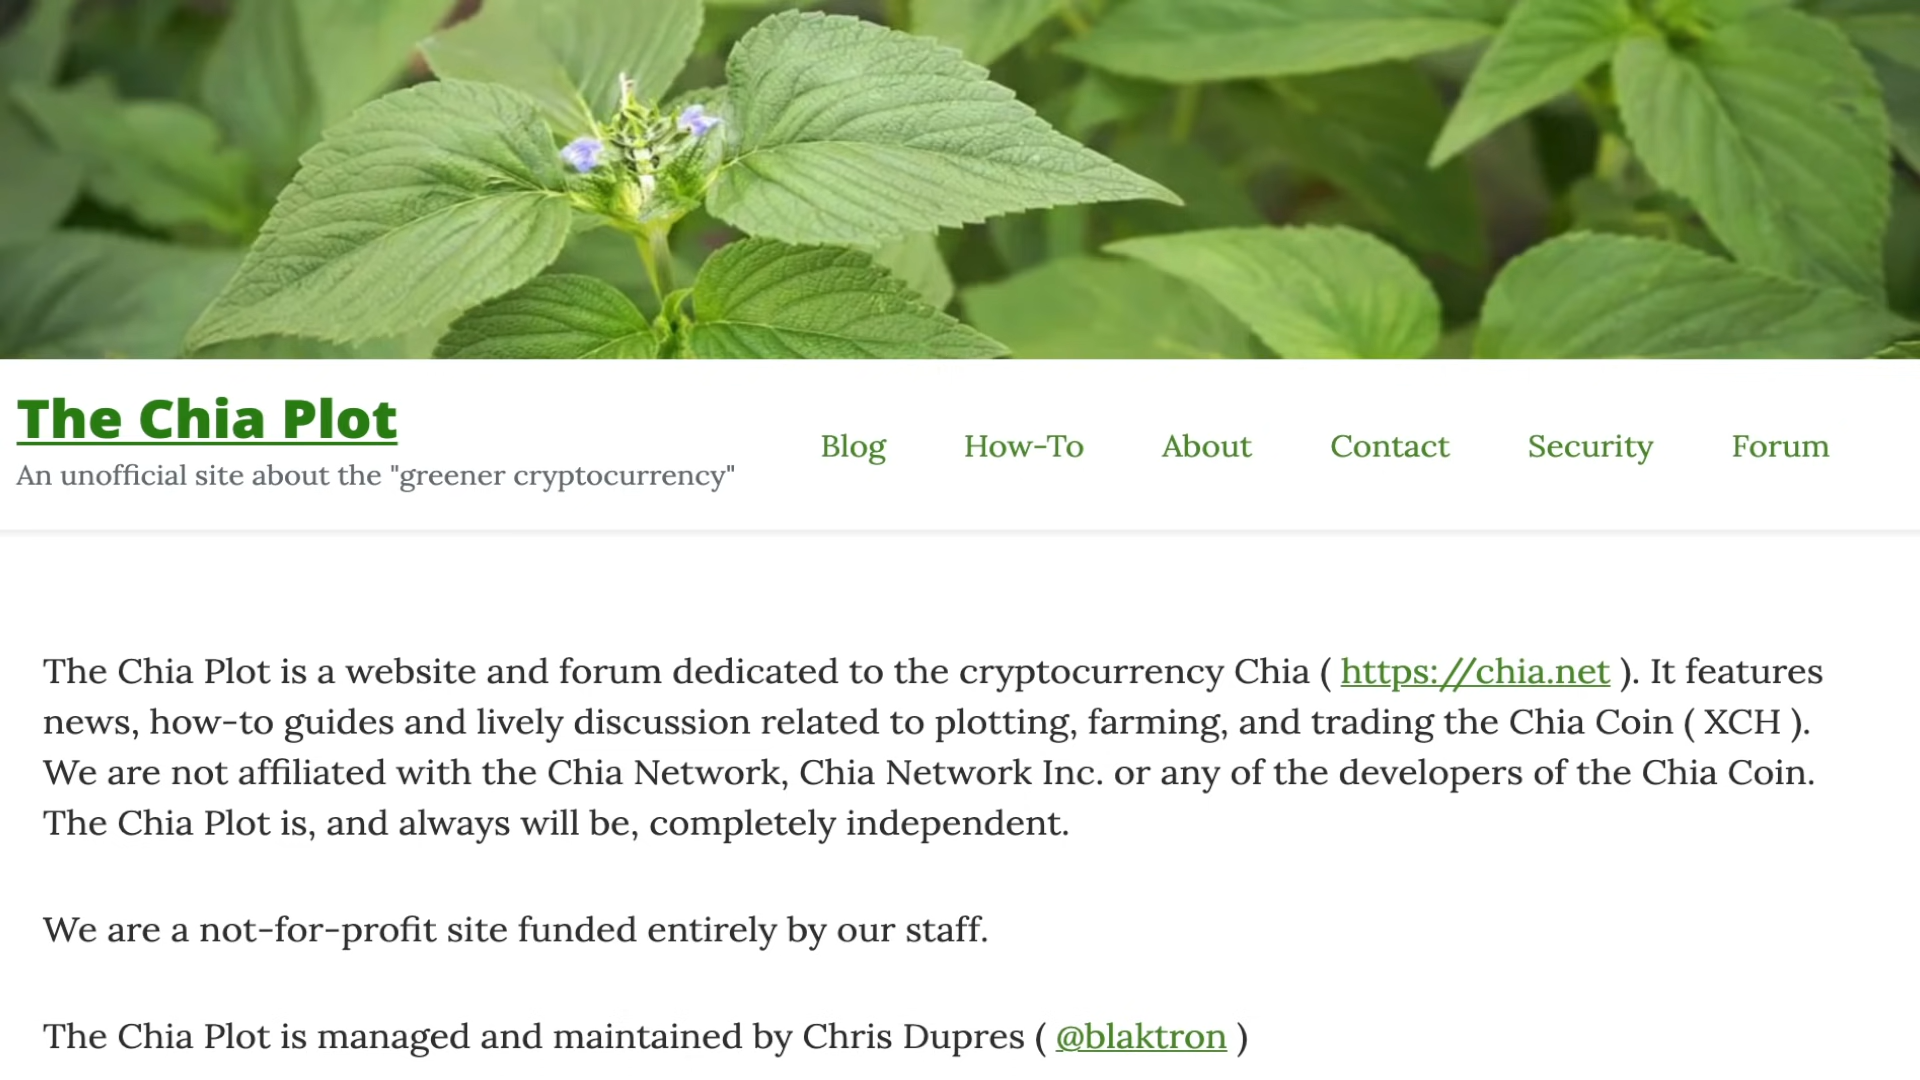 The Chia Plot
An unofficial site about the "greener cryptocurrency"
Blog How-To About Contact Security Forum
The Chia Plot is a website and forum dedicated to the cryptocurrency Chia ( https://chia.net ). It features
news, how-to guides and lively discussion related to plotting, farming, and trading the Chia Coin ( XCH ).
We are not affiliated with the Chia Network, Chia Network Inc. or any of the developers of the Chia Coin.
The Chia Plot is, and always will be, completely independent.
We are a not-for-profit site funded entirely by our staff.
The Chia Plot is managed and maintained by Chris Dupres ( @blaktron )